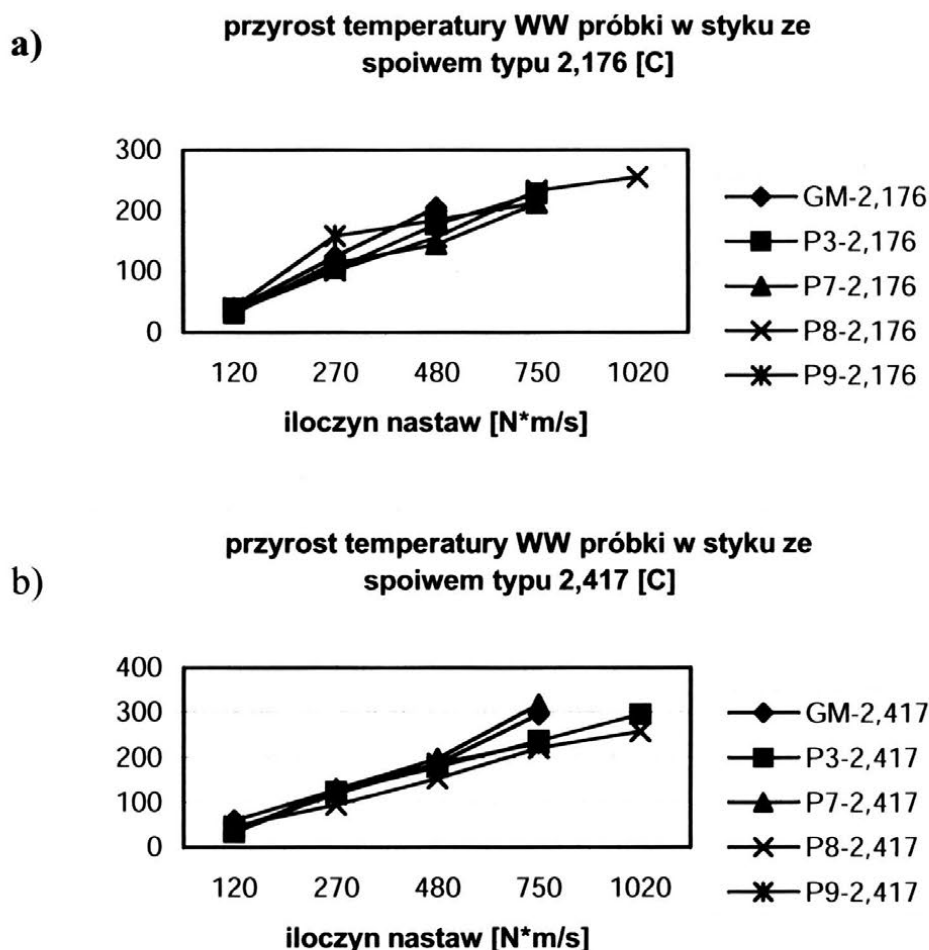 a)
przyrost temperatury WW próbki w styku ze
spoiwem typu 2,176 [C]
300
200
100
0
120 270 480 750 1020
iloczyn nastaw [N*m/s]
GM-2,176
P3-2,176
P7-2,176
P8-2,176
P9-2,176
b)
przyrost temperatury WW próbki w styku ze
spoiwem typu 2,417 [C]
400
300
200
100
0
120 270 480 750 1020
iloczyn nastaw [N*m/s]
GM-2,417
P3-2,417
P7-2,417
P8-2,417
P9-2,417